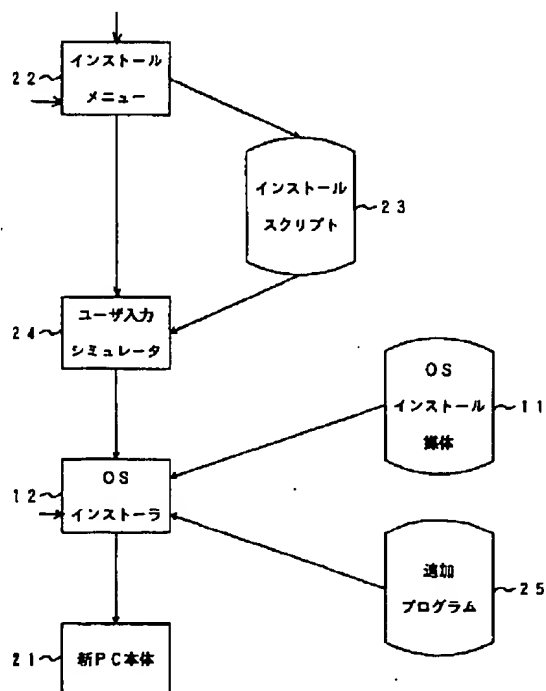 22
インストール
メニュー
インストール
スクリプト
23
24
ユーザ入力
シミュレータ
OS
インストール
媒体
11
12
OS
インストーラ
追加
プログラム
25
21
新PC本体